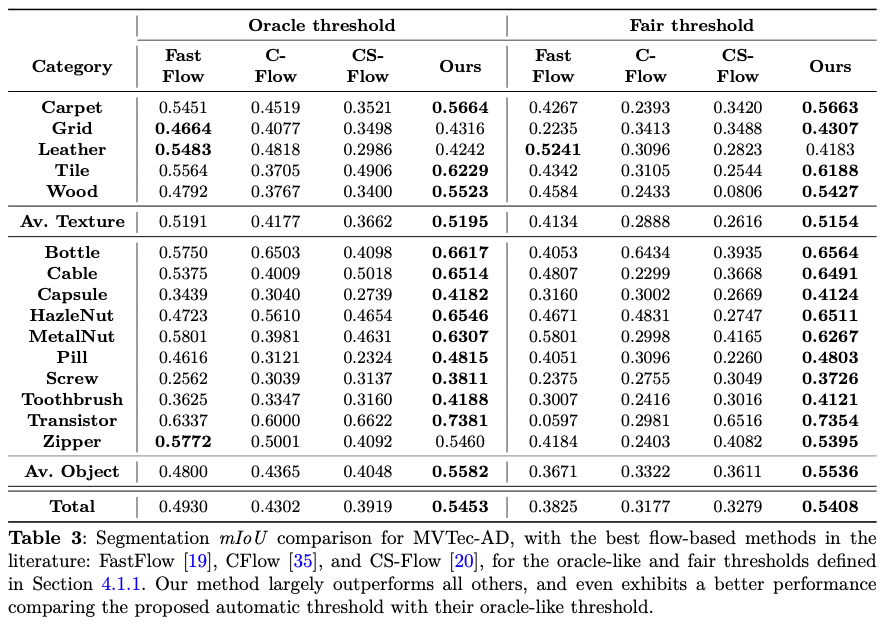 Oracle threshold Fair threshold
Category Fast Flow C-Flow CS-Flow Ours Fast Flow C-Flow CS-Flow Ours
Carpet 0.5451 0.4519 0.3521 0.5664 0.4267 0.2393 0.3420 0.5663
Grid 0.4664 0.4077 0.3498 0.4316 0.2235 0.3413 0.3488 0.4307
Leather 0.5483 0.4818 0.2986 0.4242 0.5241 0.3096 0.2823 0.4183
Tile 0.5564 0.3705 0.4906 0.6229 0.4342 0.3105 0.2544 0.6188
Wood 0.4792 0.3767 0.3400 0.5523 0.4584 0.2433 0.0806 0.5427
Av. Texture 0.5191 0.4177 0.3662 0.5195 0.4134 0.2888 0.2616 0.5154
Bottle 0.5750 0.6503 0.4098 0.6617 0.4053 0.6434 0.3935 0.6564
Cable 0.5375 0.4009 0.5018 0.6514 0.4807 0.2299 0.3668 0.6491
Capsule 0.3439 0.3040 0.2739 0.4182 0.3160 0.3002 0.2669 0.4124
HazleNut 0.4723 0.5610 0.4654 0.6546 0.4671 0.4831 0.2747 0.6511
MetalNut 0.5801 0.3981 0.4631 0.6307 0.5801 0.2998 0.4165 0.6267
Pill 0.4616 0.3121 0.2324 0.4815 0.4051 0.3096 0.2260 0.4803
Screw 0.2562 0.3039 0.3137 0.3811 0.2375 0.2755 0.3049 0.3726
Toothbrush 0.3625 0.3347 0.3160 0.4188 0.3007 0.2416 0.3016 0.4121
Transistor 0.6337 0.6000 0.6622 0.7381 0.0597 0.2981 0.6516 0.7354
Zipper 0.5772 0.5001 0.4092 0.5460 0.4184 0.2403 0.4082 0.5395
Av. Object 0.4800 0.4365 0.4048 0.5582 0.3671 0.3322 0.3611 0.5536
Total 0.4930 0.4302 0.3919 0.5453 0.3825 0.3177 0.3279 0.5408
Table 3: Segmentation mIoU comparison for MVTec-AD, with the best flow-based methods in the
literature: FastFlow [19], CFlow [35], and CS-Flow [20], for the oracle-like and fair thresholds defined
in Section 4.1.1. Our method largely outperforms all others, and even exhibits a better performance
comparing the proposed automatic threshold with their oracle-like threshold.